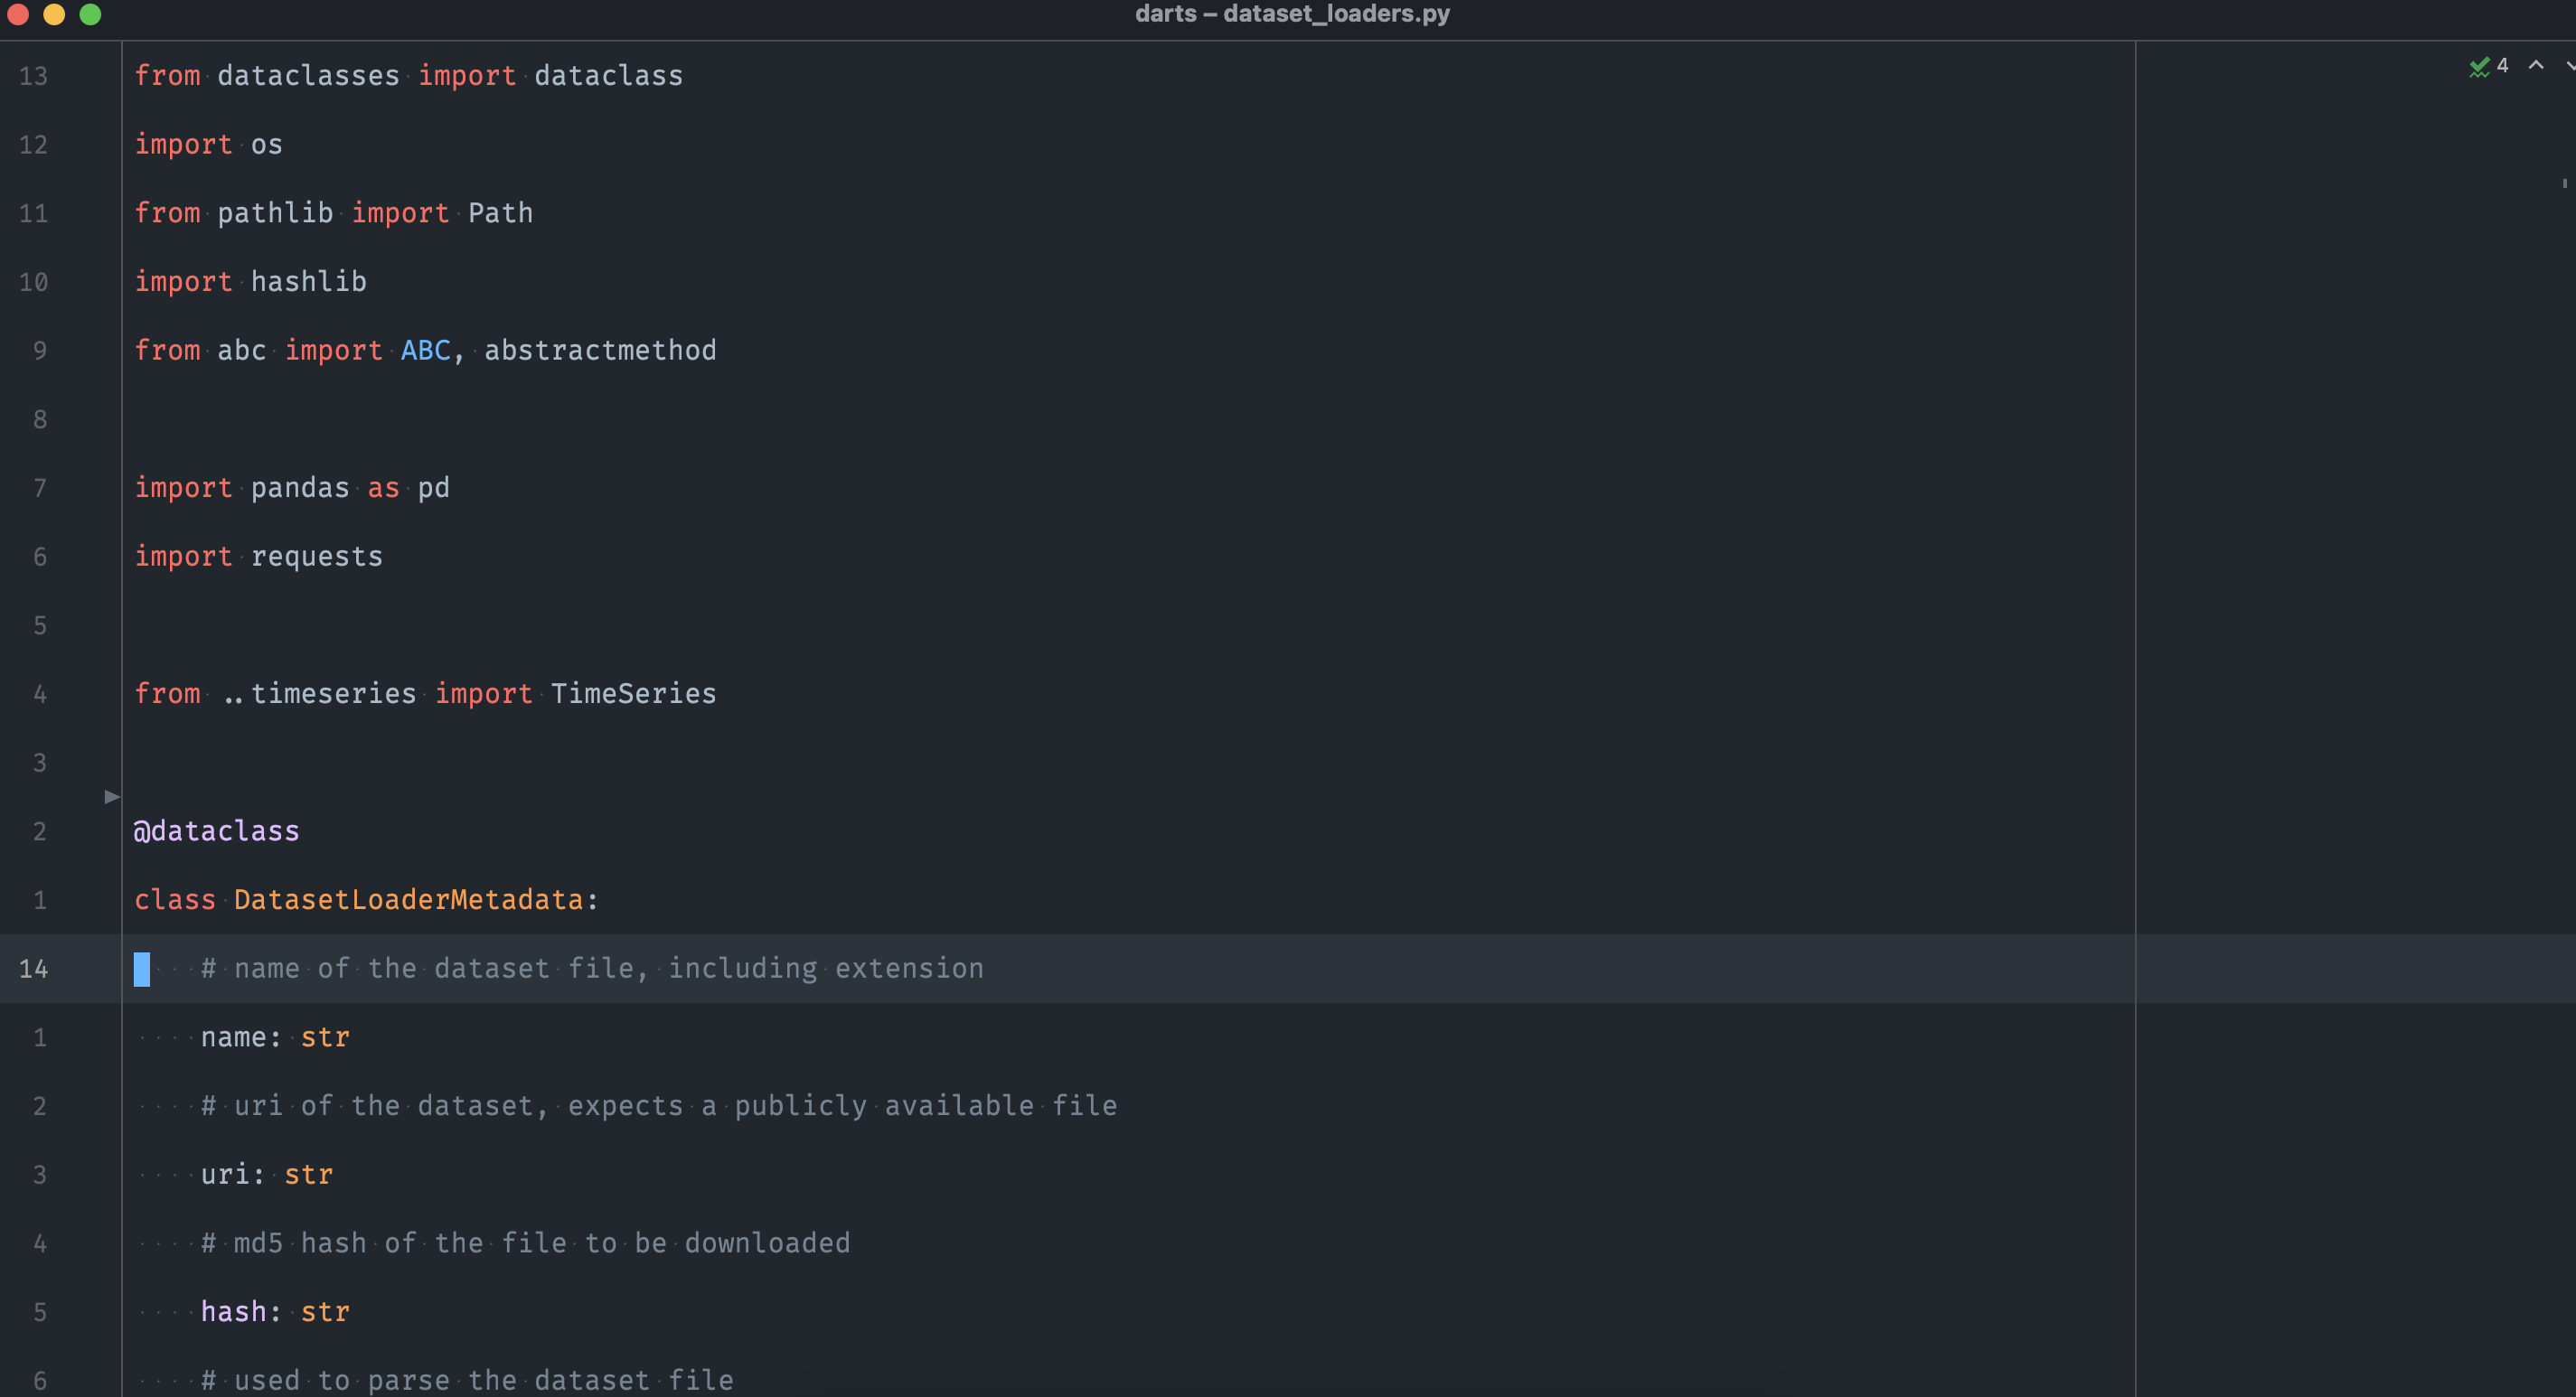 darts – dataset_loaders.py
4
13 from dataclasses import dataclass
12 import os
11 from pathlib import Path
10 import hashlib
9 from abc import ABC, abstractmethod
8
7 import pandas as pd
6 import requests
5
4 from ..timeseries import TimeSeries
3
2 @dataclass
1 class DatasetLoaderMetadata:
14     # name of the dataset file, including extension
1     name: str
2     # uri of the dataset, expects a publicly available file
3     uri: str
4     # md5 hash of the file to be downloaded
5     hash: str
6     # used to parse the dataset file